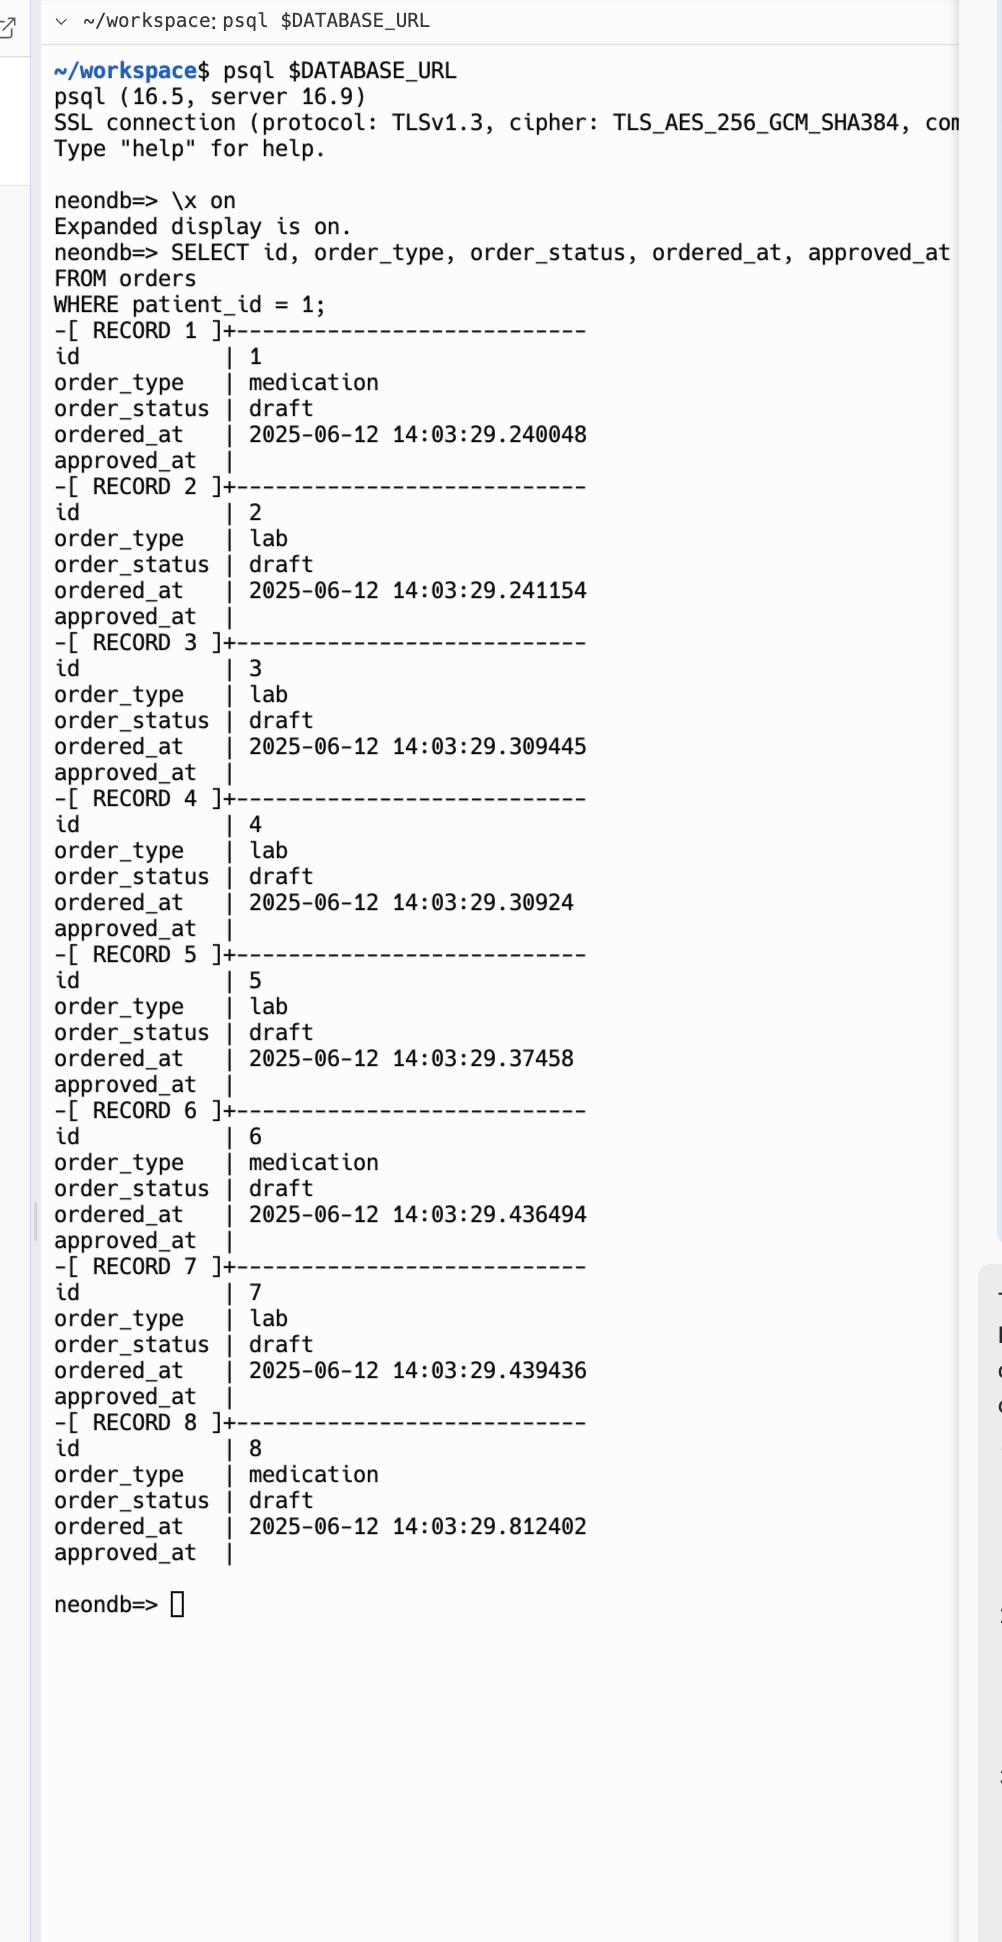 ~/workspace: psql $DATABASE_URL
~/workspace$ psql $DATABASE_URL
psql (16.5, server 16.9)
SSL connection (protocol: TLSv1.3, cipher: TLS_AES_256_GCM_SHA384, com
Type "help" for help.
neondb=> \x on
Expanded display is on.
neondb=> SELECT id, order_type, order_status, ordered_at, approved_at
FROM orders
WHERE patient_id = 1;
-[ RECORD 1 ]+---------------------------
id           | 1
order_type   | medication
order_status | draft
ordered_at   | 2025-06-12 14:03:29.240048
approved_at  |
-[ RECORD 2 ]+---------------------------
id           | 2
order_type   | lab
order_status | draft
ordered_at   | 2025-06-12 14:03:29.241154
approved_at  |
-[ RECORD 3 ]+---------------------------
id           | 3
order_type   | lab
order_status | draft
ordered_at   | 2025-06-12 14:03:29.309445
approved_at  |
-[ RECORD 4 ]+---------------------------
id           | 4
order_type   | lab
order_status | draft
ordered_at   | 2025-06-12 14:03:29.30924
approved_at  |
-[ RECORD 5 ]+---------------------------
id           | 5
order_type   | lab
order_status | draft
ordered_at   | 2025-06-12 14:03:29.37458
approved_at  |
-[ RECORD 6 ]+---------------------------
id           | 6
order_type   | medication
order_status | draft
ordered_at   | 2025-06-12 14:03:29.436494
approved_at  |
-[ RECORD 7 ]+---------------------------
id           | 7
order_type   | lab
order_status | draft
ordered_at   | 2025-06-12 14:03:29.439436
approved_at  |
-[ RECORD 8 ]+---------------------------
id           | 8
order_type   | medication
order_status | draft
ordered_at   | 2025-06-12 14:03:29.812402
approved_at  |
neondb=>